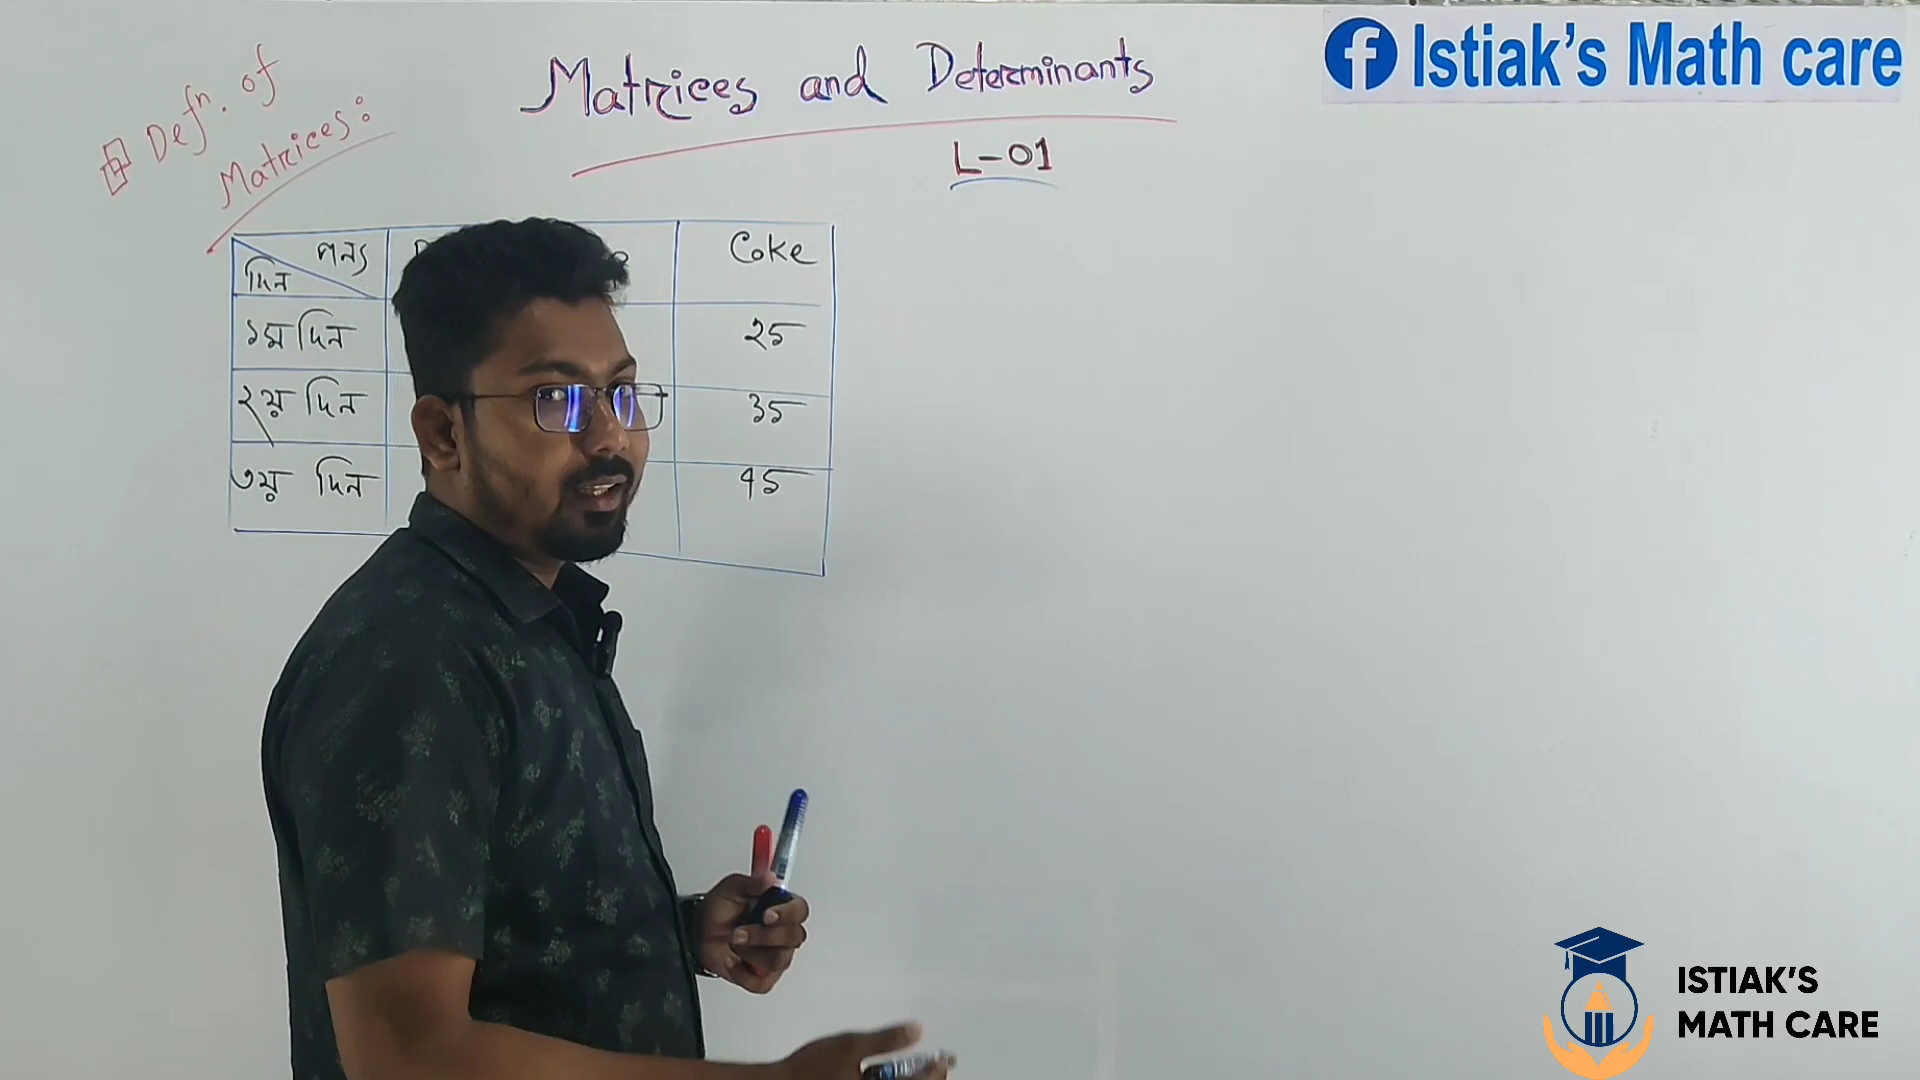 Istiak's Math care
Matrices and Determinants
L-01
Defⁿ. of
Matrices:
পন্য
দিন
Coke
১ম দিন
25
২য় দিন
35
৩য় দিন
45
ISTIAK'S
MATH CARE